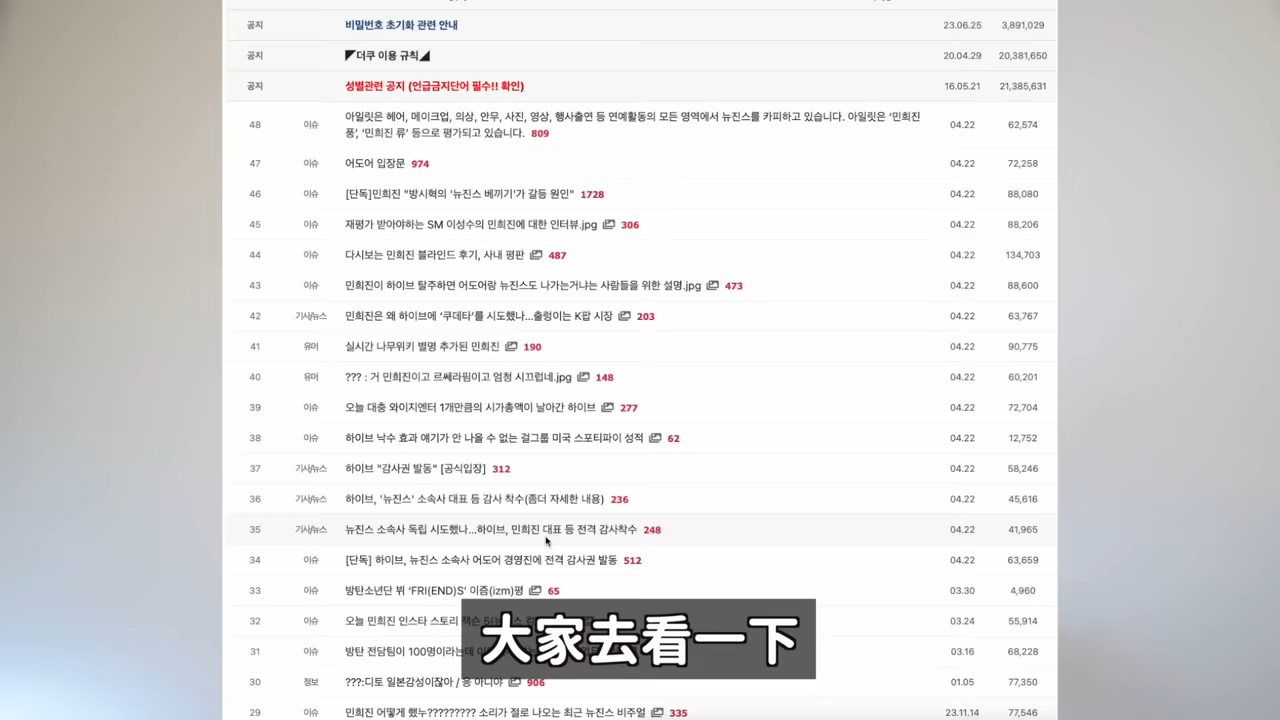 공지 비밀번호 초기화 관련 안내 23.06.25 3,891,029
공지 ◤더쿠 이용 규칙◢ 20.04.29 20,381,650
공지 성별관련 공지 (언급금지단어 필수!! 확인) 16.05.21 21,385,631
48 이슈 아일릿은 헤어, 메이크업, 의상, 안무, 사진, 영상, 행사출연 등 연예활동의 모든 영역에서 뉴진스를 카피하고 있습니다. 아일릿은 ‘민희진
풍’, ‘민희진 류’ 등으로 평가되고 있습니다. 809 04.22 62,574
47 이슈 어도어 입장문 974 04.22 72,258
46 이슈 [단독]민희진 "방시혁의 '뉴진스 베끼기'가 갈등 원인" 1728 04.22 88,080
45 이슈 재평가 받아야하는 SM 이성수의 민희진에 대한 인터뷰.jpg 306 04.22 88,206
44 이슈 다시보는 민희진 블라인드 후기, 사내 평판 487 04.22 134,703
43 이슈 민희진이 하이브 탈주하면 어도어랑 뉴진스도 나가는거냐는 사람들을 위한 설명.jpg 473 04.22 88,600
42 기사/뉴스 민희진은 왜 하이브에 ‘쿠데타’를 시도했나…출렁이는 K팝 시장 203 04.22 63,767
41 유머 실시간 나무위키 별명 추가된 민희진 190 04.22 90,775
40 유머 ??? : 거 민희진이고 르쎄라핌이고 엄청 시끄럽네.jpg 148 04.22 60,201
39 이슈 오늘 대충 와이지엔터 1개만큼의 시가총액이 날아간 하이브 277 04.22 72,704
38 이슈 하이브 낙수 효과 얘기가 안 나올 수 없는 걸그룹 미국 스포티파이 성적 62 04.22 12,752
37 기사/뉴스 하이브 "감사권 발동" [공식입장] 312 04.22 58,246
36 기사/뉴스 하이브, '뉴진스' 소속사 대표 등 감사 착수(좀더 자세한 내용) 236 04.22 45,616
35 기사/뉴스 뉴진스 소속사 독립 시도했나…하이브, 민희진 대표 등 전격 감사착수 248 04.22 41,965
34 이슈 [단독] 하이브, 뉴진스 소속사 어도어 경영진에 전격 감사권 발동 512 04.22 63,659
33 이슈 방탄소년단 뷔 ‘FRI(END)S’ 이즘(izm)평 65 03.30 4,960
32 이슈 오늘 민희진 인스타 스토리 잭슨 5 03.24 55,914
31 이슈 방탄 전담팀이 100명이라는데 03.16 68,228
30 정보 ???:디토 일본감성이잖아 / 응 아니야 906 01.05 77,350
29 이슈 민희진 어떻게 했누????????? 소리가 절로 나오는 최근 뉴진스 비주얼 335 23.11.14 77,546
大家去看一下